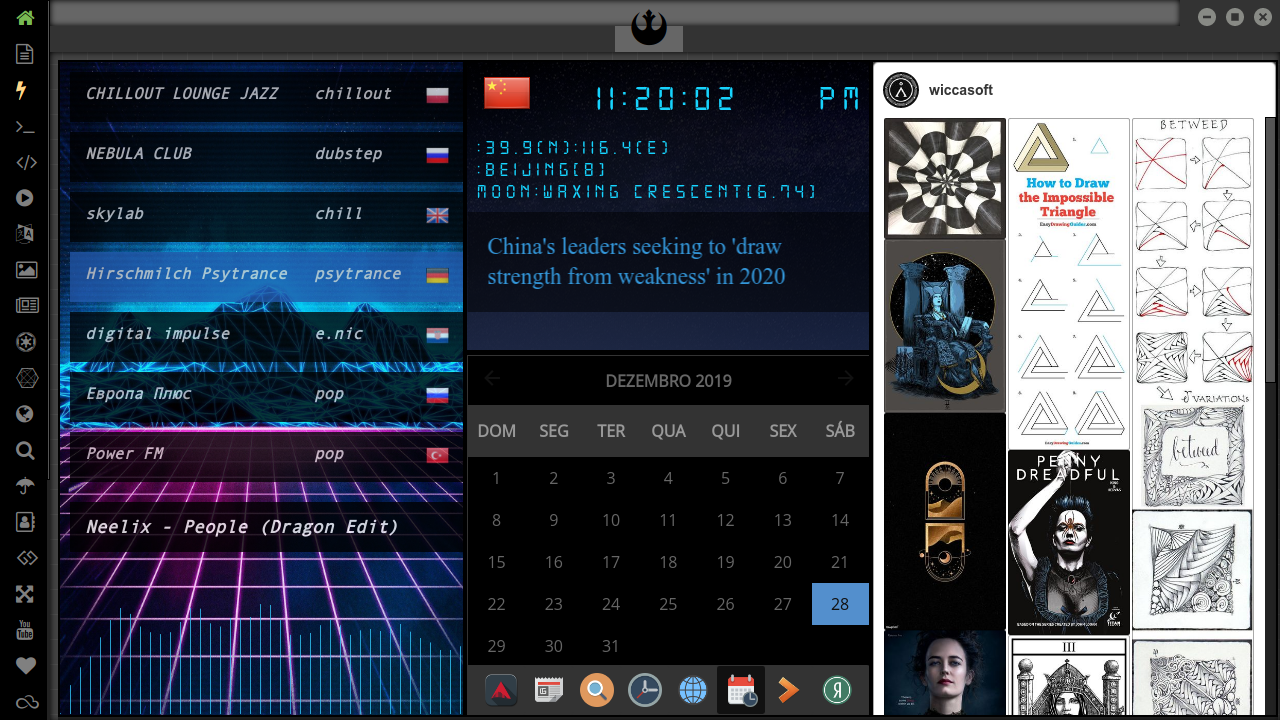 CHILLOUT LOUNGE JAZZ chillout
NEBULA CLUB dubstep
skylab chill
Hirschmilch Psytrance psytrance
digital impulse e.nic
Европа Плюс pop
Power FM pop
Neelix - People (Dragon Edit)
11:20:02 PM
:39.9(N):116.4(E)
:BEIJING(8)
MOON:WAXING CRESCENT(6.74)
China's leaders seeking to 'draw
strength from weakness' in 2020
DEZEMBRO 2019
DOM SEG TER QUA QUI SEX SÁB
1 2 3 4 5 6 7
8 9 10 11 12 13 14
15 16 17 18 19 20 21
22 23 24 25 26 27 28
29 30 31
Я
You
Tube
wiccasoft
How to Draw
the Impossible
Triangle
EasyDrawingGuides.com
BETWEED
VARIATIONS
Betweed
PENNY
DREADFUL
III